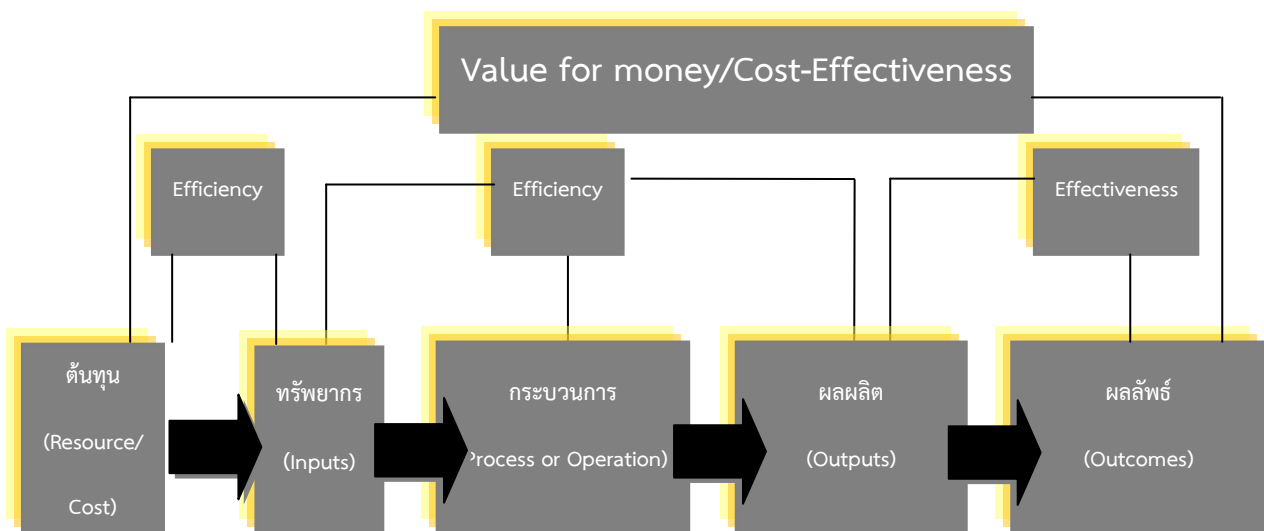 Value for money/Cost-Effectiveness
Efficiency
Efficiency
Effectiveness
ต้นทุน
(Resource/
Cost)
ทรัพยากร
(Inputs)
กระบวนการ
Process or Operation)
ผลผลิต
(Outputs)
ผลลัพธ์
(Outcomes)